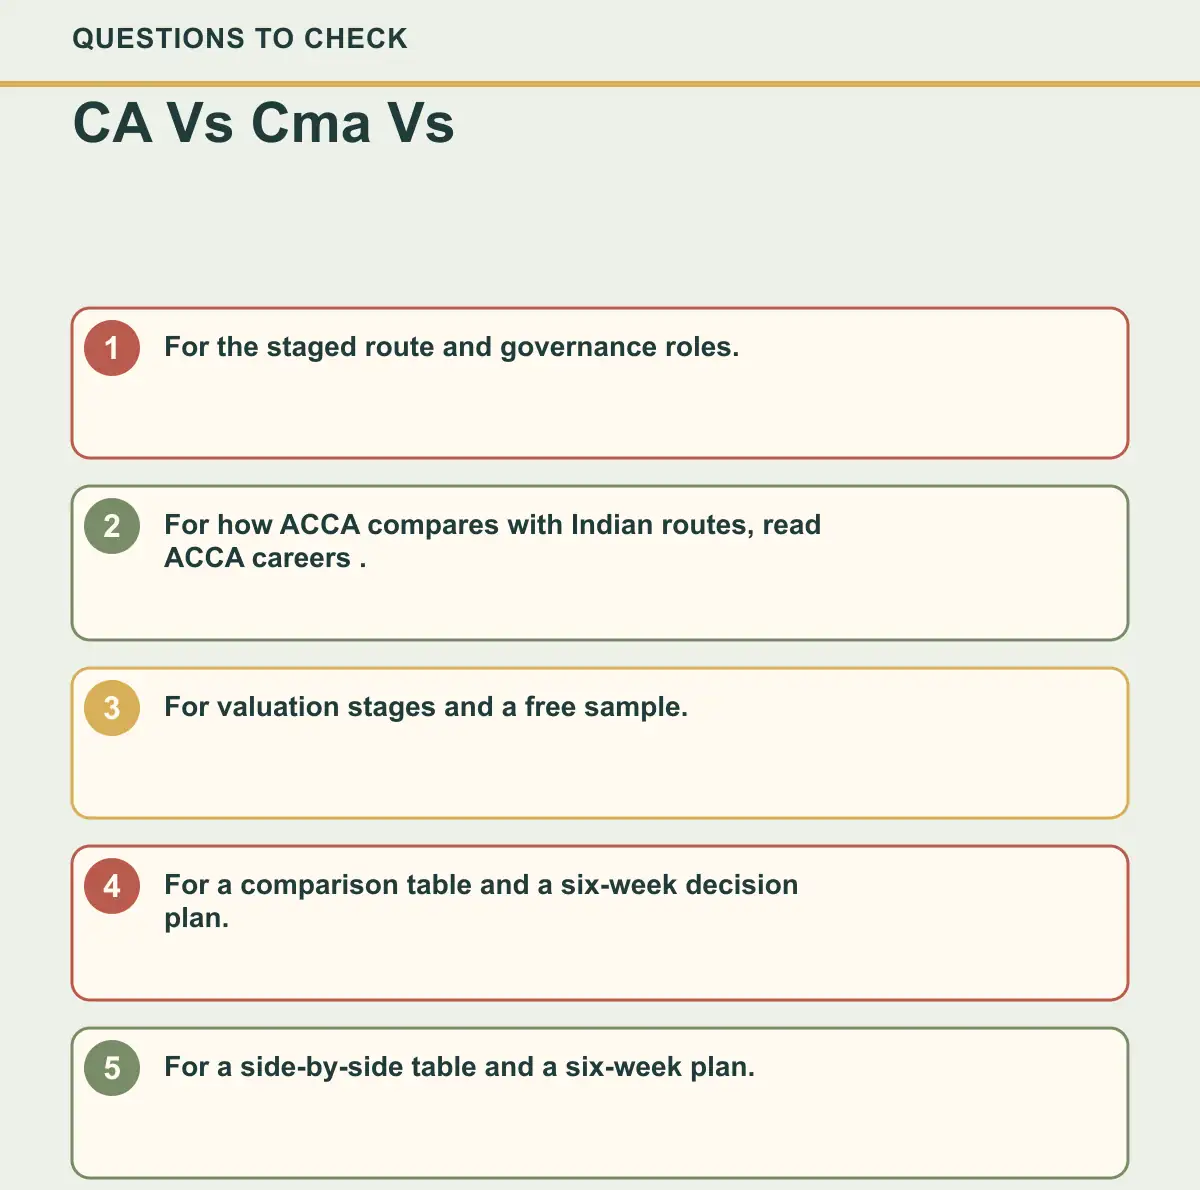 QUESTIONS TO CHECK
CA Vs Cma Vs
1
For the staged route and governance roles.
2
For how ACCA compares with Indian routes, read
ACCA careers .
3
For valuation stages and a free sample.
4
For a comparison table and a six-week decision
plan.
5
For a side-by-side table and a six-week plan.